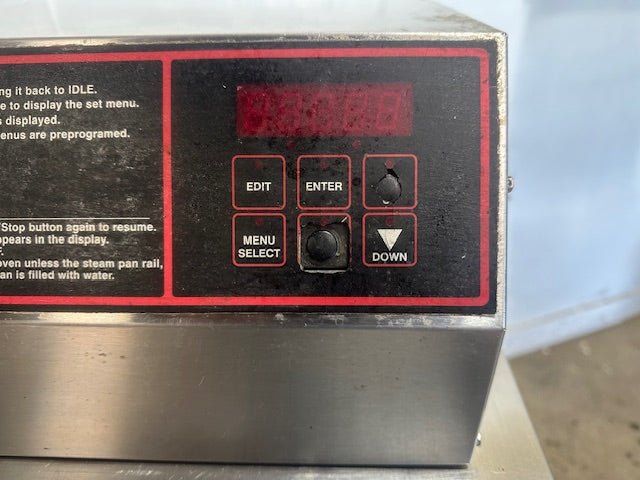 ng it back to IDLE.
e to display the set menu.
s displayed.
enus are preprogramed.
EDIT
ENTER
MENU
SELECT
DOWN
/Stop button again to resume.
ppears in the display.
oven unless the steam pan rail,
an is filled with water.